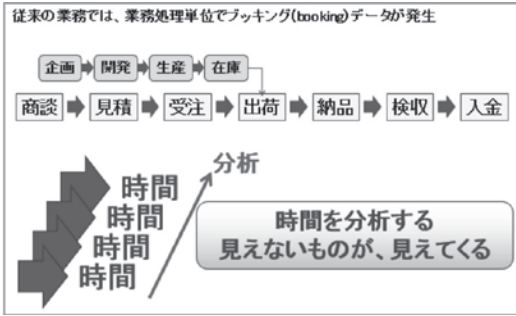 従来の業務では、業務処理単位でブッキング(booking)データが発生
企画 開発 生産 在庫
商談 見積 受注 出荷 納品 検収 入金
分析
時間
時間
時間
時間
時間を分析する
見えないものが、見えてくる